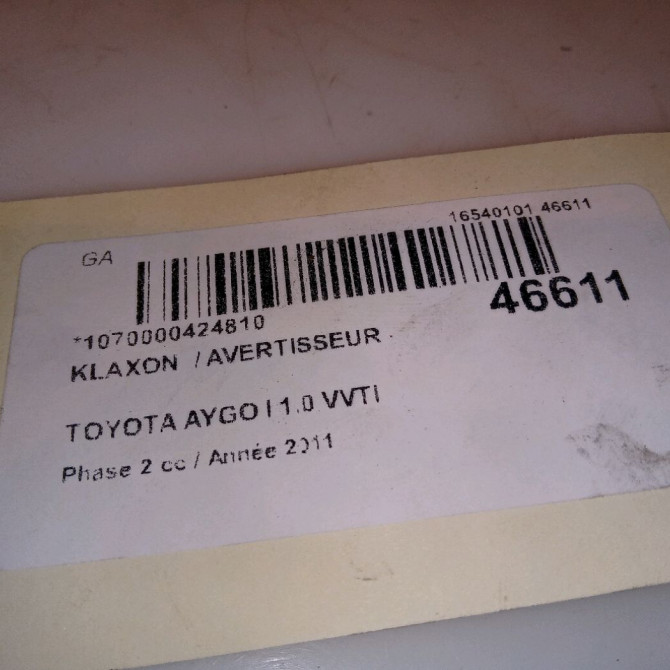 GA
16540101 46611
46611
*1070000424810
KLAXON / AVERTISSEUR
TOYOTA AYGO I 1.0 VVTI
Phase 2 cc / Année 2011